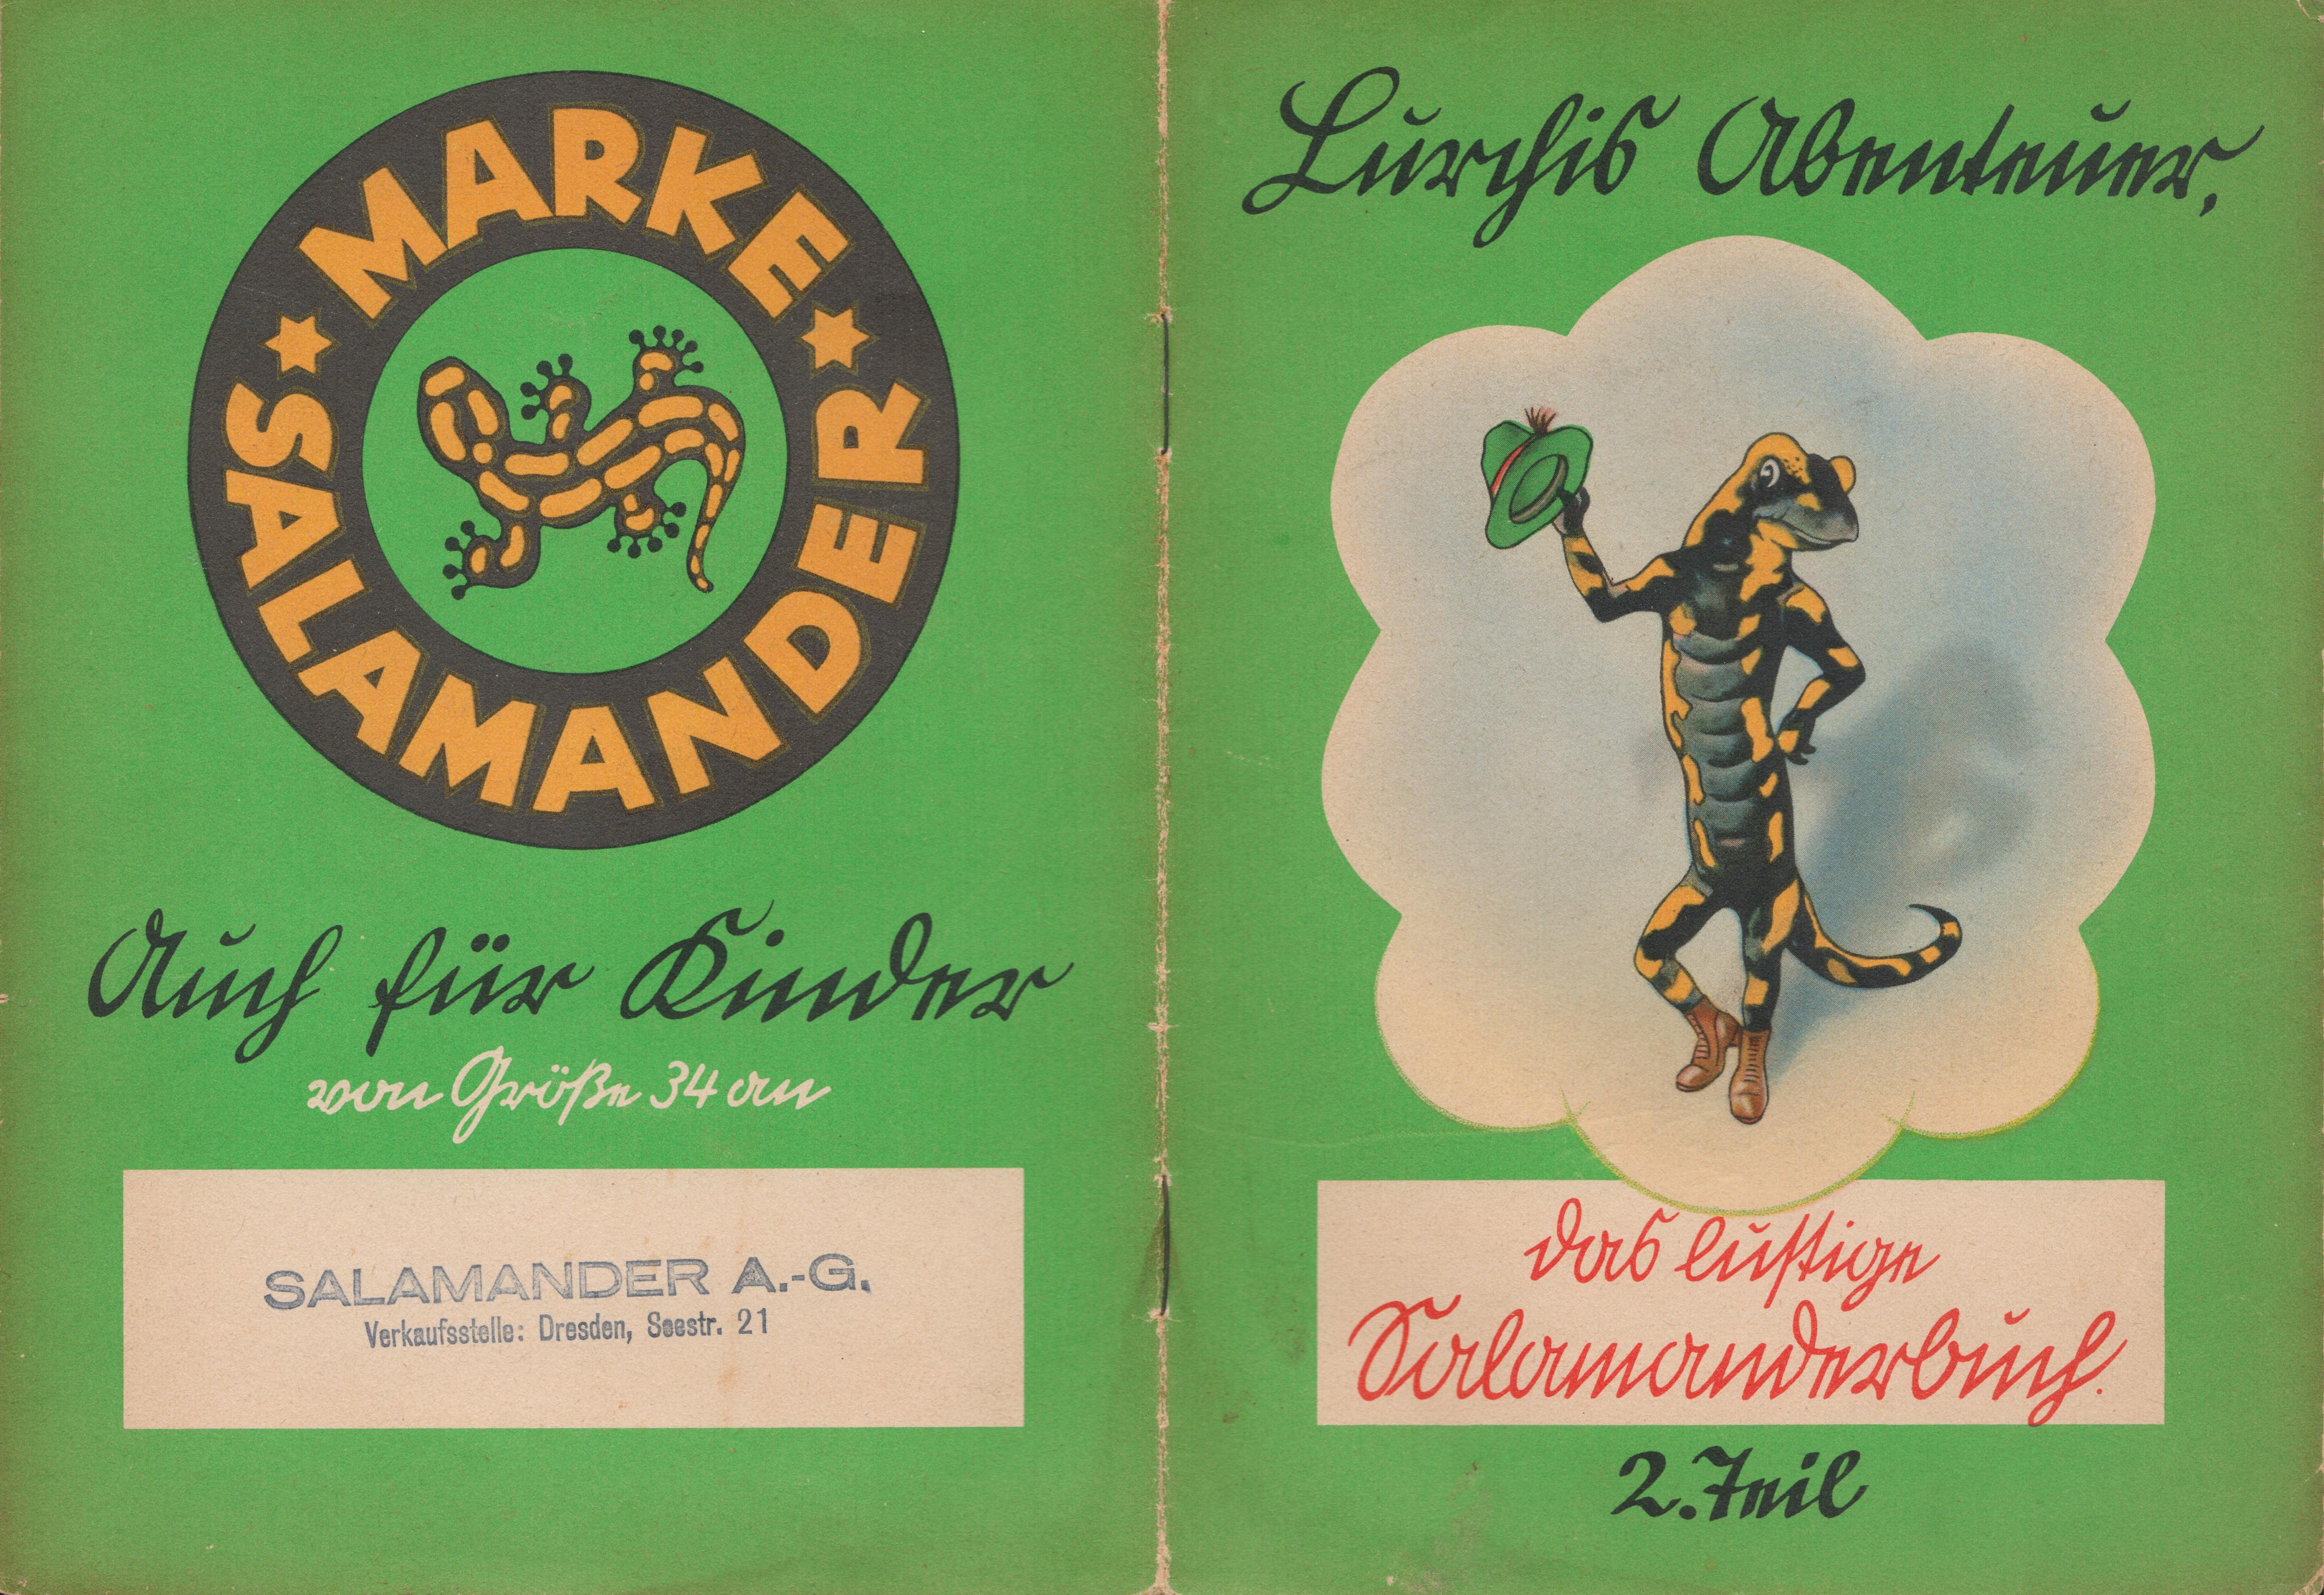 MARKE
SALAMANDER
Auch für Kinder
von Größe 34 an
SALAMANDER A.-G.
Verkaufsstelle: Dresden, Seestr. 21
Lurchis Abenteuer,
das lustige
Salamanderbuch.
2. Teil